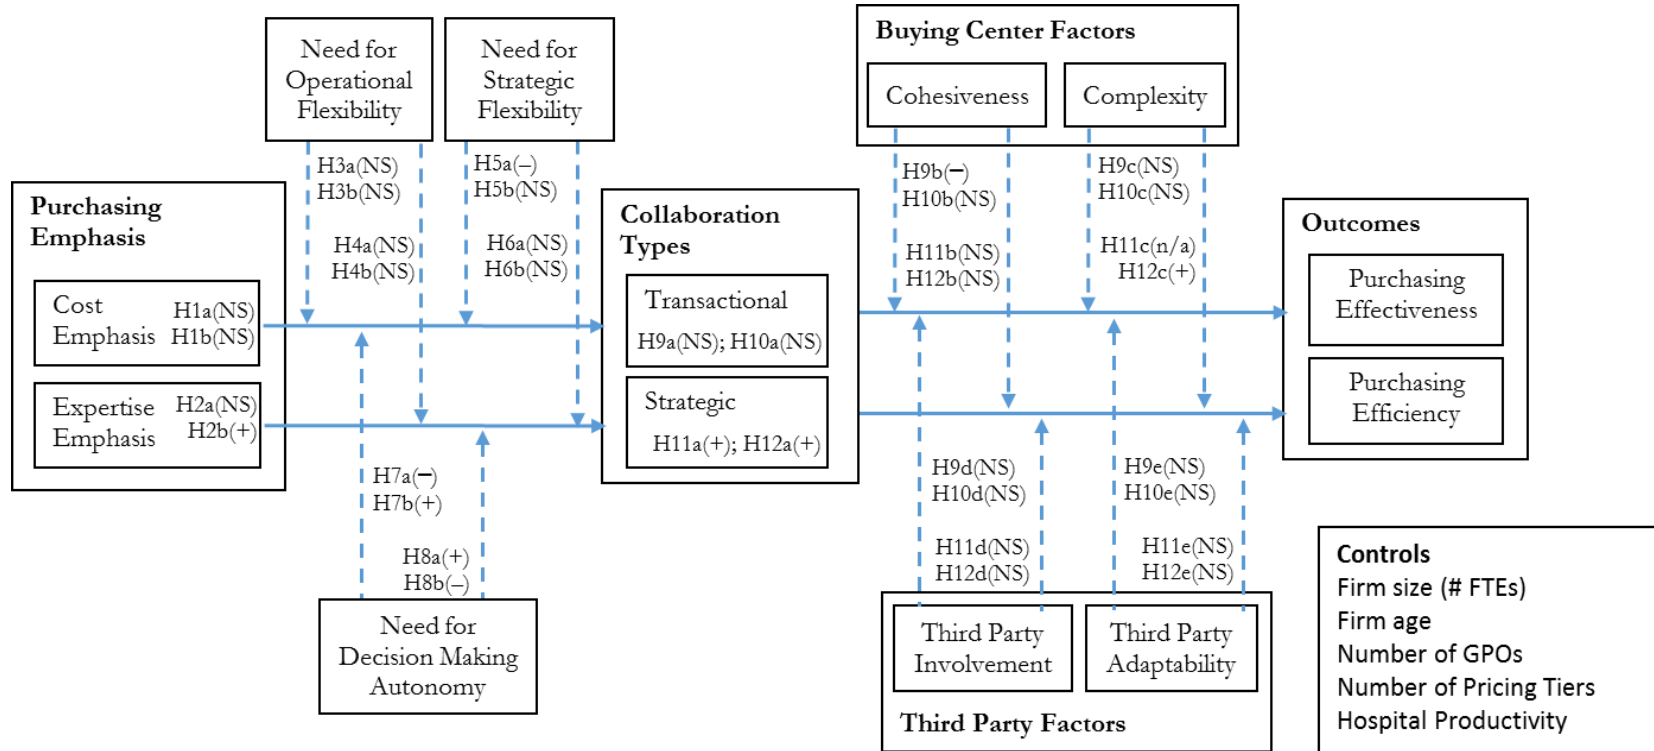 Need for
Operational
Flexibility
Need for
Strategic
Flexibility
Buying Center Factors
Cohesiveness
Complexity
H3a(NS)
H3b(NS)
H5a(–)
H5b(NS)
H9b(–)
H10b(NS)
H9c(NS)
H10c(NS)
Purchasing
Emphasis
H4a(NS)
H4b(NS)
H6a(NS)
H6b(NS)
Collaboration
Types
H11b(NS)
H12b(NS)
H11c(n/a)
H12c(+)
Outcomes
Cost
Emphasis
H1a(NS)
H1b(NS)
Transactional
H9a(NS); H10a(NS)
Purchasing
Effectiveness
Expertise
Emphasis
H2a(NS)
H2b(+)
Strategic
H11a(+); H12a(+)
Purchasing
Efficiency
H7a(–)
H7b(+)
H9d(NS)
H10d(NS)
H9e(NS)
H10e(NS)
H8a(+)
H8b(–)
H11d(NS)
H12d(NS)
H11e(NS)
H12e(NS)
Need for
Decision Making
Autonomy
Third Party
Involvement
Third Party
Adaptability
Third Party Factors
Controls
Firm size (# FTEs)
Firm age
Number of GPOs
Number of Pricing Tiers
Hospital Productivity